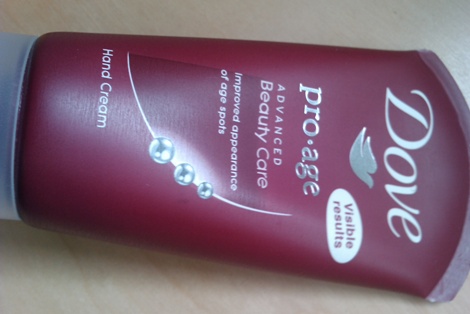 Dove
Visible
results
pro·age
ADVANCED
Beauty Care
Improved appearance
of age spots
Hand Cream